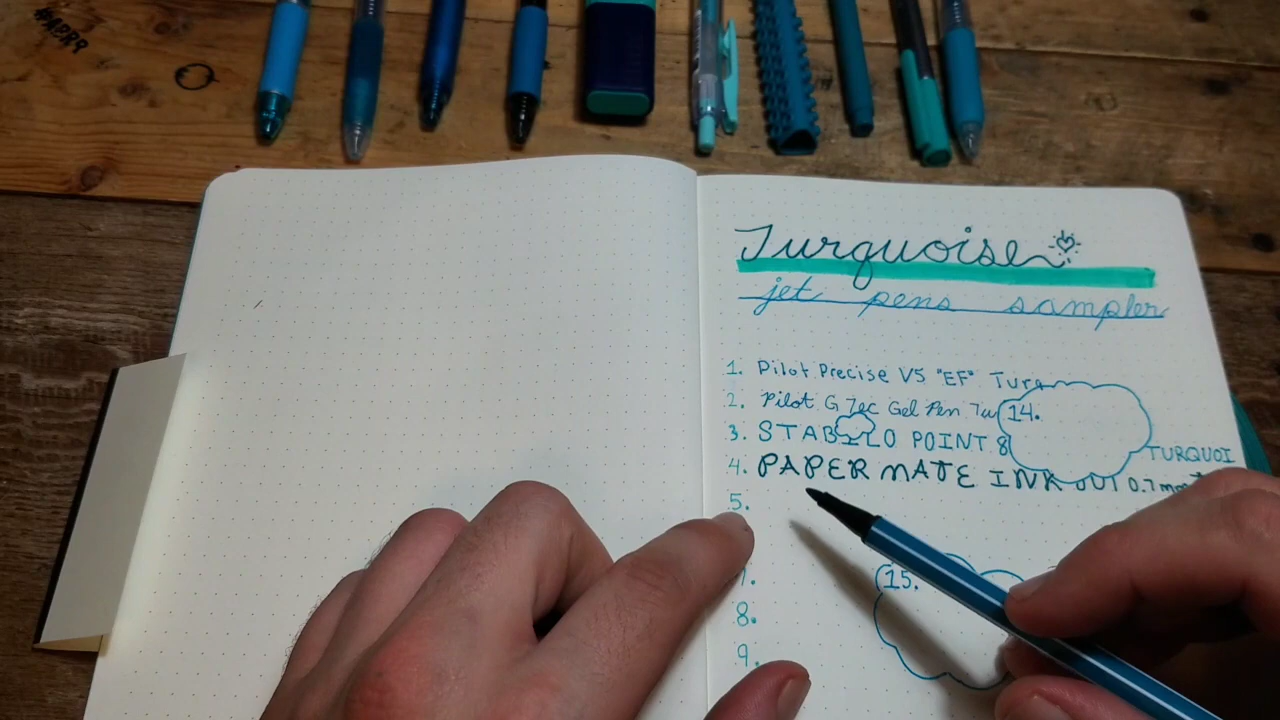 Turquoise
jet pens sampler
1. Pilot Precise V5 "EF" Turq
2. Pilot G Tec Gel Pen Tu
14.
3. STABILO POINT 8
TURQUOI
4. PAPER MATE INK JOY 0.7mm
5.
7.
15.
8.
9.